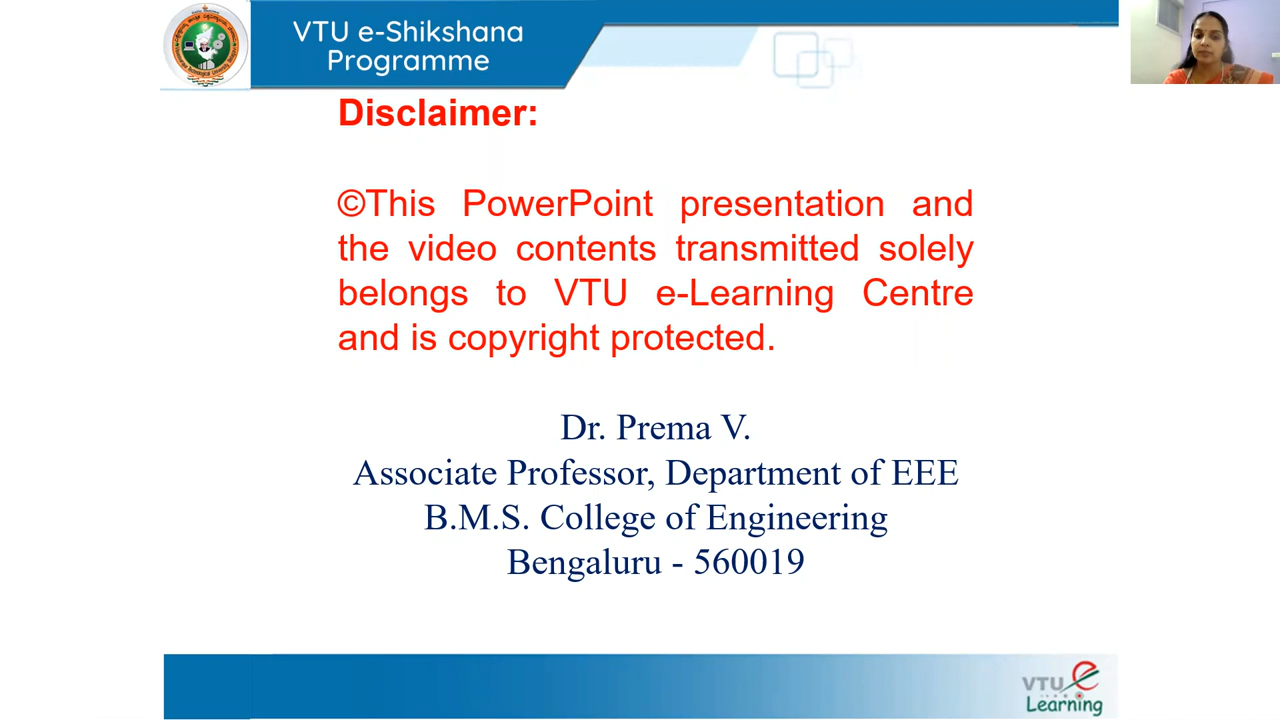 VTU e-Shikshana
Programme
Disclaimer:
©This PowerPoint presentation and
the video contents transmitted solely
belongs to VTU e-Learning Centre
and is copyright protected.
Dr. Prema V.
Associate Professor, Department of EEE
B.M.S. College of Engineering
Bengaluru - 560019
VTU e
Learning